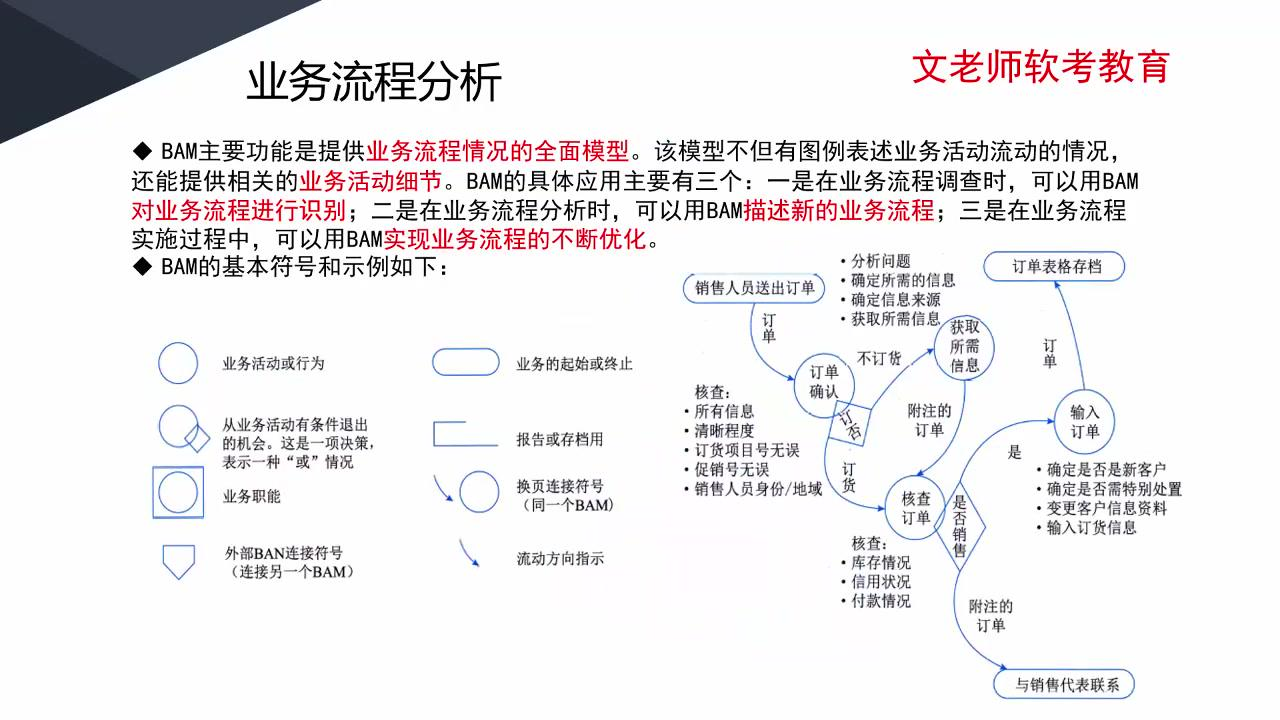 业务流程分析
文老师软考教育
◆ BAM主要功能是提供业务流程情况的全面模型。该模型不但有图例表述业务活动流动的情况，
还能提供相关的业务活动细节。BAM的具体应用主要有三个：一是在业务流程调查时，可以用BAM
对业务流程进行识别；二是在业务流程分析时，可以用BAM描述新的业务流程；三是在业务流程
实施过程中，可以用BAM实现业务流程的不断优化。
◆ BAM的基本符号和示例如下：
业务活动或行为
业务的起始或终止
从业务活动有条件退出
的机会。这是一项决策，
表示一种“或”情况
报告或存档用
业务职能
换页连接符号
（同一个BAM）
外部BAN连接符号
（连接另一个BAM）
流动方向指示
销售人员送出订单
• 分析问题
• 确定所需的信息
• 确定信息来源
• 获取所需信息
订单表格存档
订
单
获取
所需
信息
不订货
订单
确认
订
单
核查：
• 所有信息
• 清晰程度
• 订货项目号无误
• 促销号无误
• 销售人员身份/地域
订
否
附注的
订单
输入
订单
订
货
是
• 确定是否是新客户
• 确定是否需特别处置
• 变更客户信息资料
• 输入订货信息
核查
订单
是
否
销
售
核查：
• 库存情况
• 信用状况
• 付款情况
附注的
订单
与销售代表联系